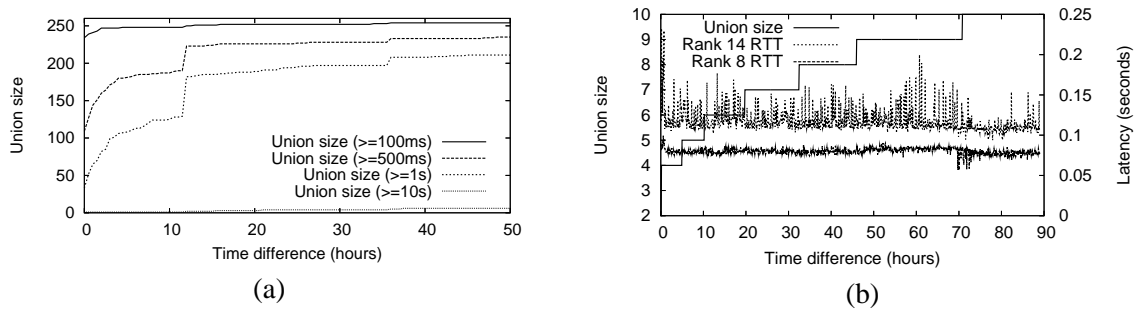 Union size
250
200
150
100
50
0
Union size (>=100ms)
Union size (>=500ms)
Union size (>=1s)
Union size (>=10s)
0 10 20 30 40 50
Time difference (hours)
(a)
Union size
10
9
8
7
6
5
4
3
2
Union size
Rank 14 RTT
Rank 8 RTT
0.25
0.2
0.15
0.1
0.05
0
Latency (seconds)
0 10 20 30 40 50 60 70 80 90
Time difference (hours)
(b)